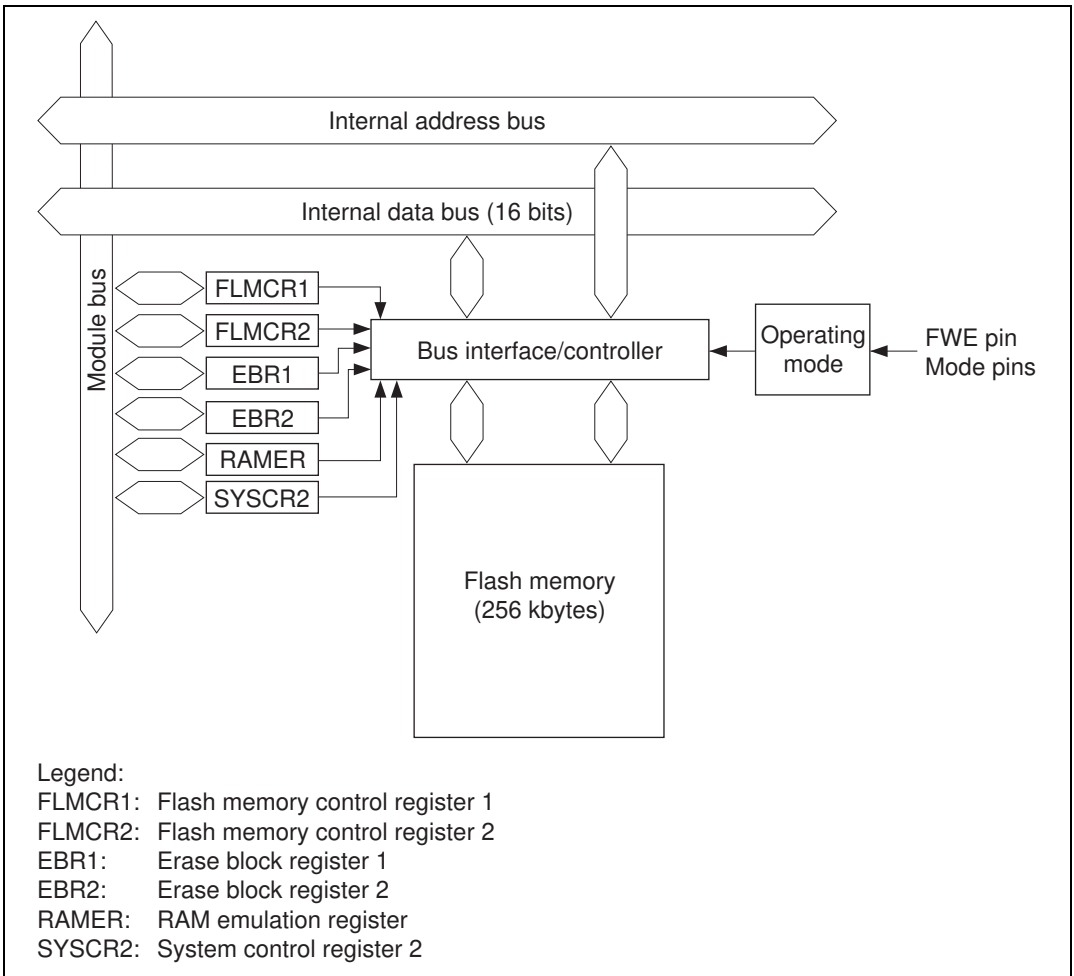 Internal address bus
Internal data bus (16 bits)
Module bus
FLMCR1
FLMCR2
EBR1
EBR2
RAMER
SYSCR2
Bus interface/controller
Operating
mode
FWE pin
Mode pins
Flash memory
(256 kbytes)
Legend:
FLMCR1: Flash memory control register 1
FLMCR2: Flash memory control register 2
EBR1: Erase block register 1
EBR2: Erase block register 2
RAMER: RAM emulation register
SYSCR2: System control register 2